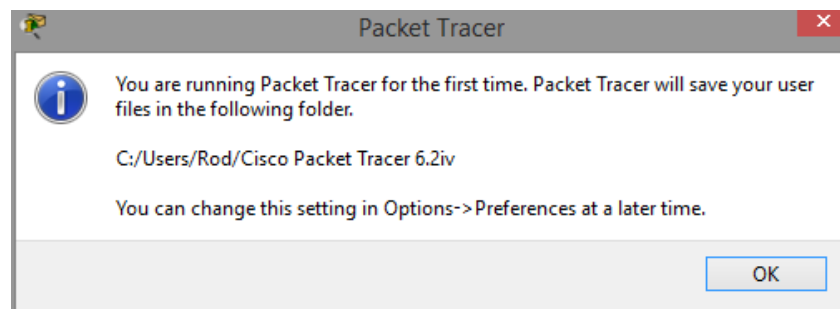 Packet Tracer
You are running Packet Tracer for the first time. Packet Tracer will save your user
files in the following folder.
C:/Users/Rod/Cisco Packet Tracer 6.2iv
You can change this setting in Options->Preferences at a later time.
OK